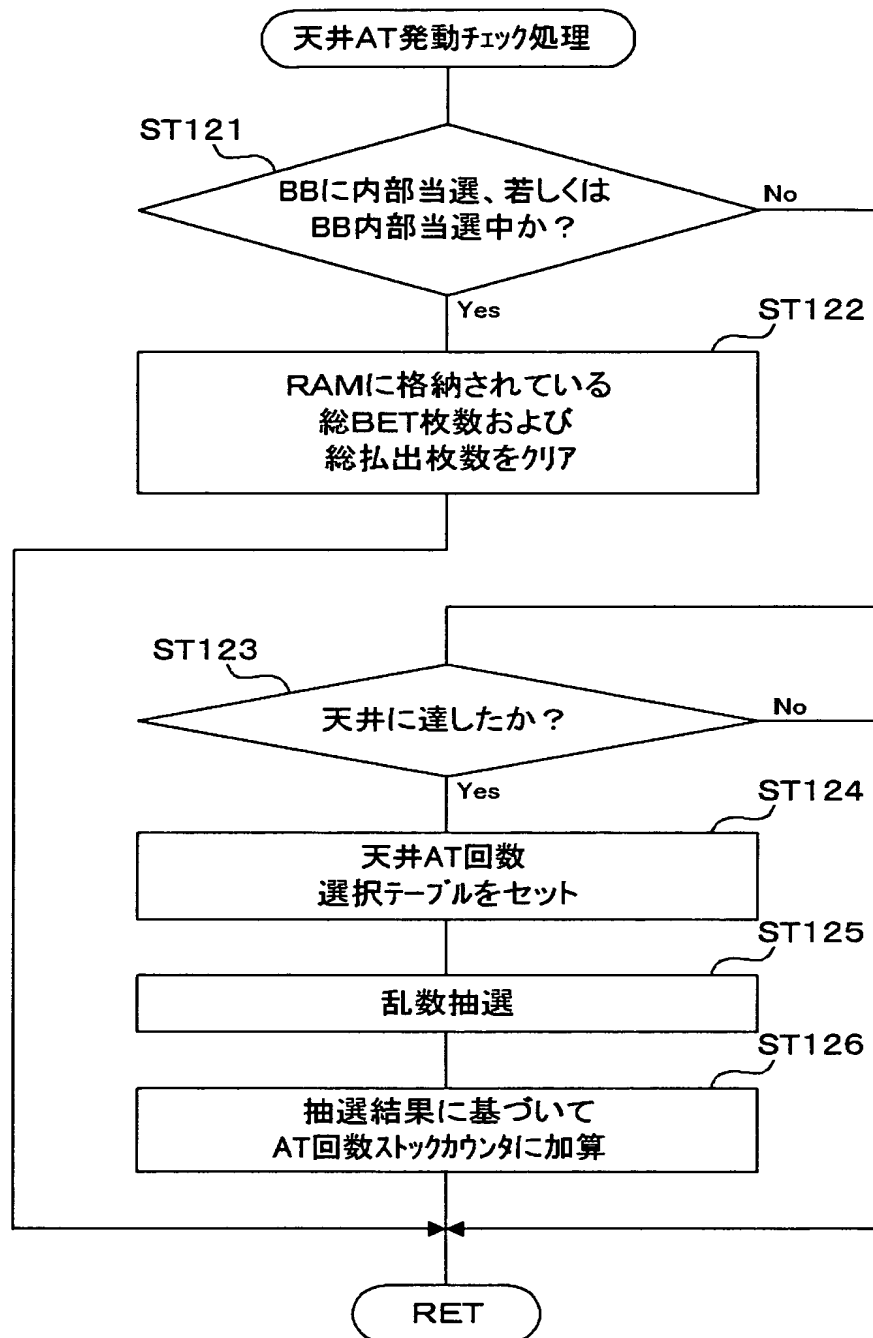 天井AT発動チェック処理
ST121
BBに内部当選、若しくは
BB内部当選中か？
No
Yes
ST122
RAMに格納されている
総BET枚数および
総払出枚数をクリア
ST123
天井に達したか？
No
Yes
ST124
天井AT回数
選択テーブルをセット
ST125
乱数抽選
ST126
抽選結果に基づいて
AT回数ストックカウンタに加算
RET